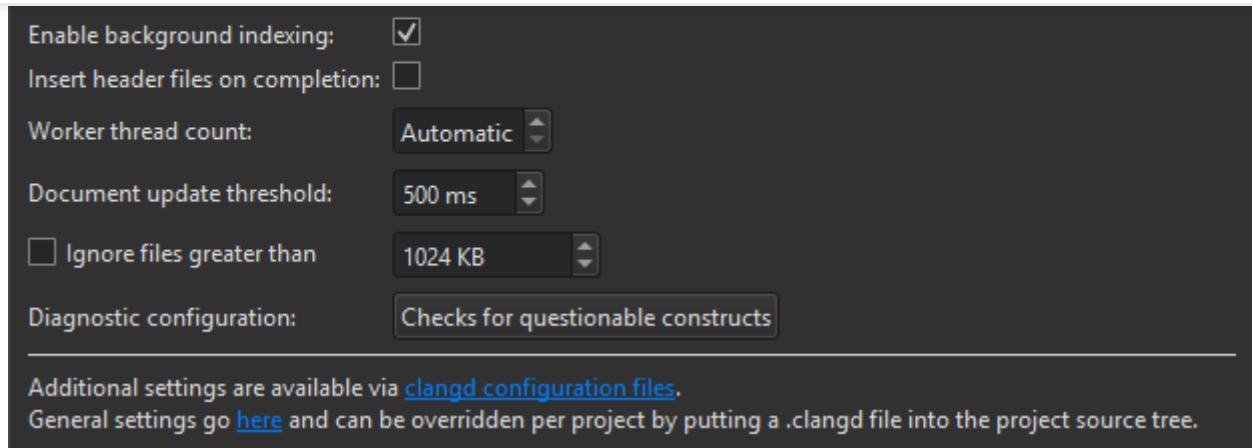 Enable background indexing:
Insert header files on completion:
Worker thread count: Automatic
Document update threshold: 500 ms
Ignore files greater than 1024 KB
Diagnostic configuration: Checks for questionable constructs
Additional settings are available via clangd configuration files.
General settings go here and can be overridden per project by putting a .clangd file into the project source tree.